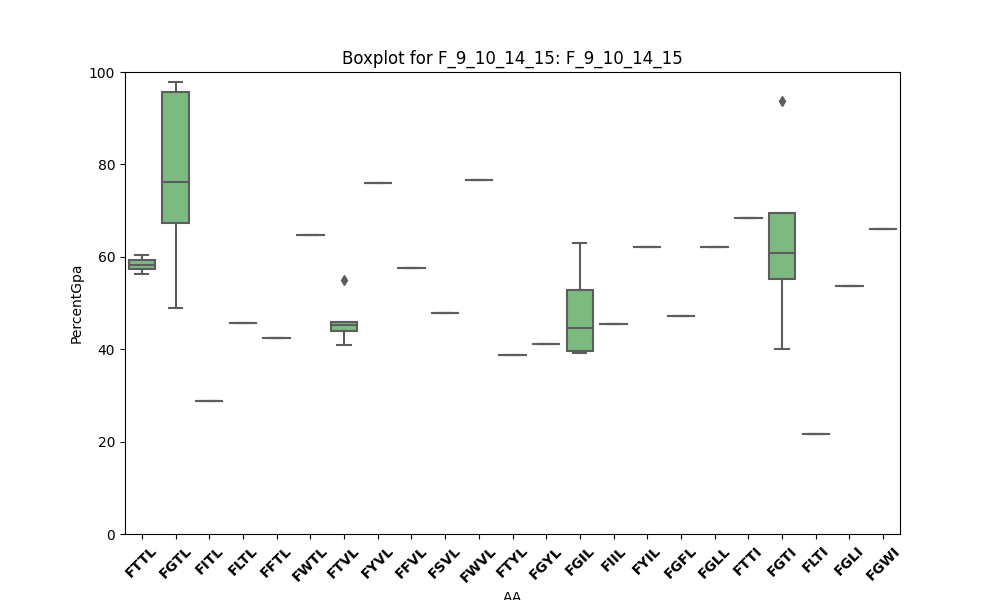 Boxplot for F_9_10_14_15: F_9_10_14_15
PercentGpa
100
80
60
40
20
0
FTTL FGTL FITL FLTL FFTL FWTL FTVL FYVL FFVL FSVL FWVL FTYL FGYL FGIL FIIL FYIL FGFL FGLL FTTI FGTI FLTI FGLI FGWI
AA